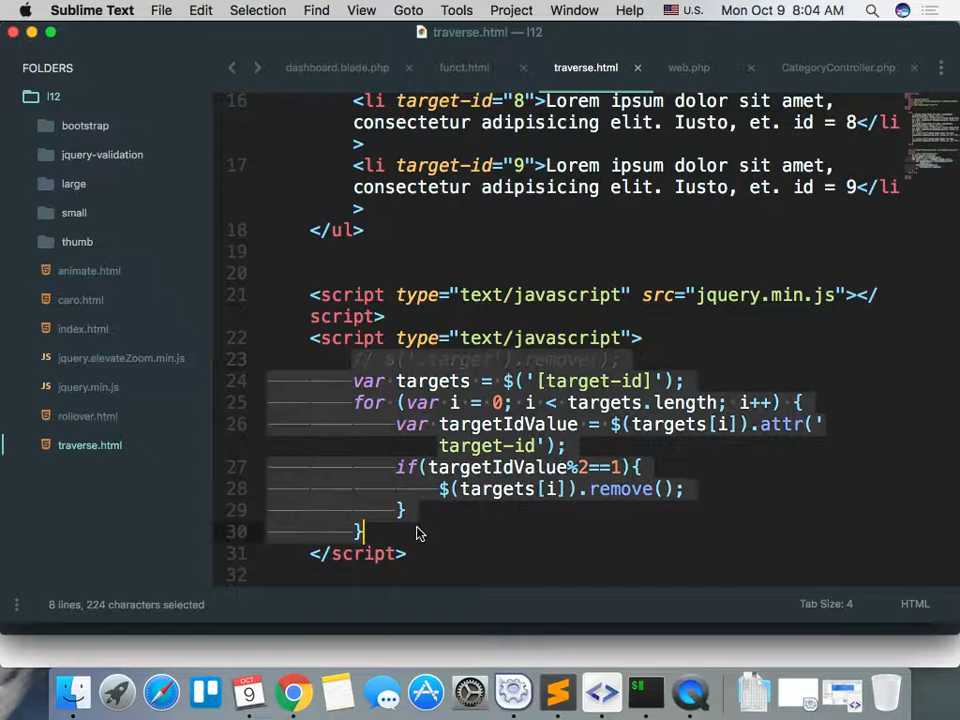 Sublime Text File Edit Selection Find View Goto Tools Project Window Help U.S. Mon Oct 9 8:04 AM
traverse.html — l12
FOLDERS
l12
bootstrap
jquery-validation
large
small
thumb
animate.html
caro.html
index.html
jquery.elevateZoom.min.js
jquery.min.js
rollover.html
traverse.html
dashboard.blade.php × funct.html × traverse.html × web.php × CategoryController.php ×
16 <li target-id="8">Lorem ipsum dolor sit amet,
consectetur adipisicing elit. Iusto, et. id = 8</li
>
17 <li target-id="9">Lorem ipsum dolor sit amet,
consectetur adipisicing elit. Iusto, et. id = 9</li
>
18 </ul>
19
20
21 <script type="text/javascript" src="jquery.min.js"></
script>
22 <script type="text/javascript">
23 // $('.target').remove();
24 var targets = $('[target-id]');
25 for (var i = 0; i < targets.length; i++) {
26 var targetIdValue = $(targets[i]).attr('
target-id');
27 if(targetIdValue%2==1){
28 $(targets[i]).remove();
29 }
30 }
31 </script>
32
8 lines, 224 characters selected
Tab Size: 4 HTML